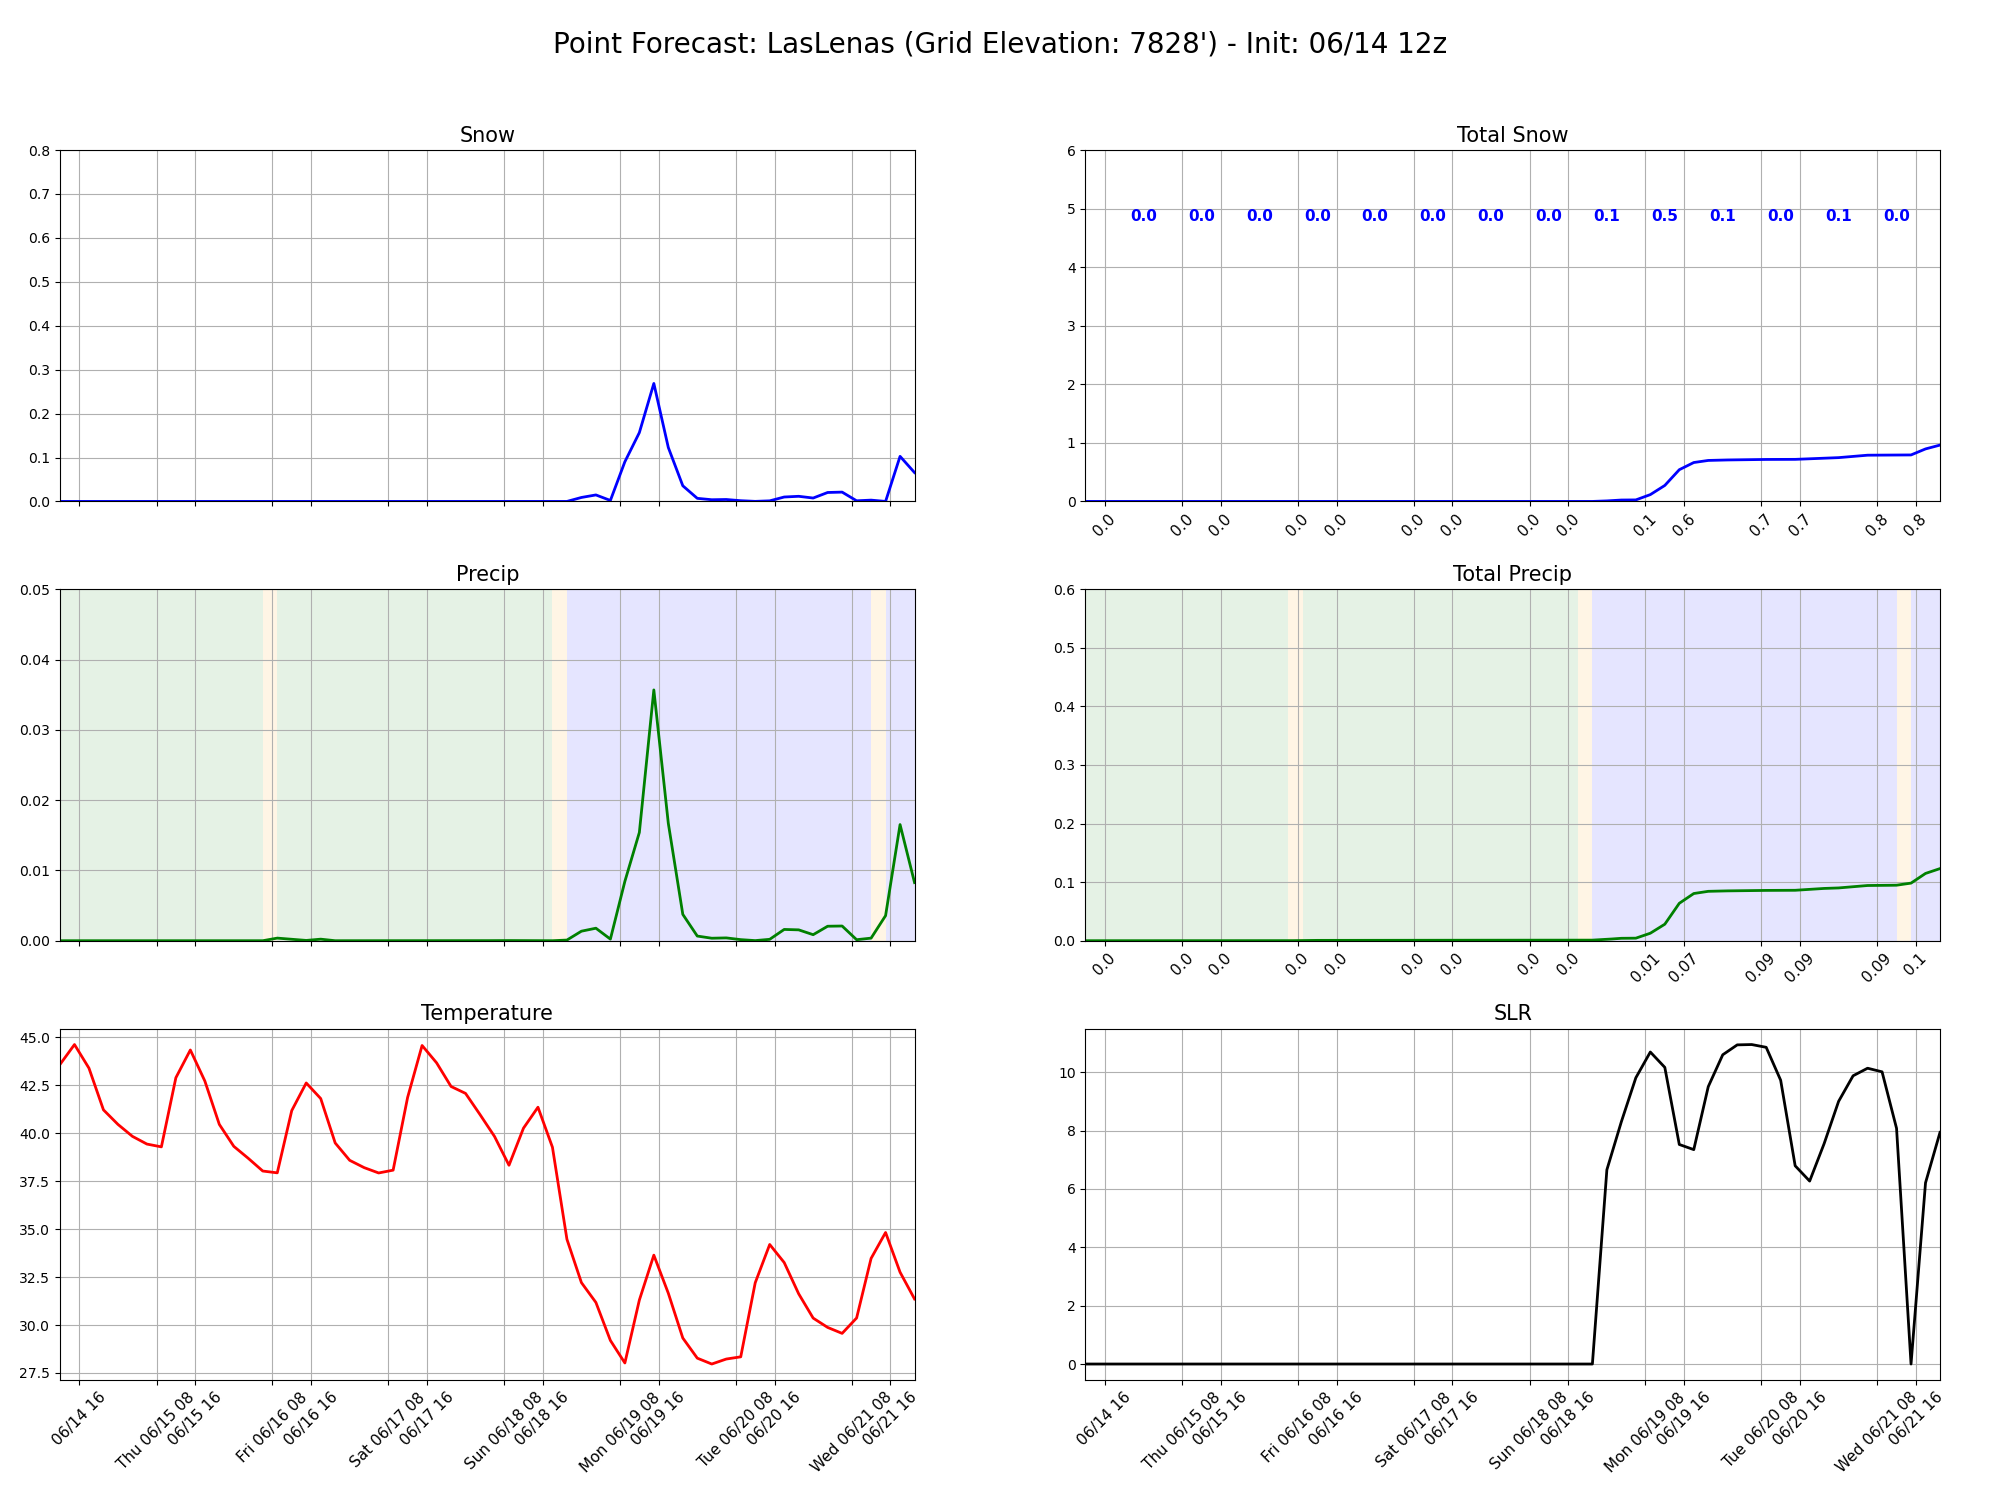 Point Forecast: LasLenas (Grid Elevation: 7828') - Init: 06/14 12z
Snow
0.8
0.7
0.6
0.5
0.4
0.3
0.2
0.1
0.0
Total Snow
6
5
4
3
2
1
0
0.0 0.0 0.0 0.0 0.0 0.0 0.0 0.0 0.1 0.5 0.1 0.0 0.1 0.0
0.0 0.0 0.0 0.0 0.0 0.0 0.0 0.0 0.0 0.1 0.6 0.7 0.7 0.8 0.8
Precip
0.05
0.04
0.03
0.02
0.01
0.00
Total Precip
0.6
0.5
0.4
0.3
0.2
0.1
0.0
0.0 0.0 0.0 0.0 0.0 0.0 0.0 0.0 0.0 0.01 0.07 0.09 0.09 0.09 0.1
Temperature
45.0
42.5
40.0
37.5
35.0
32.5
30.0
27.5
06/14 16
Thu 06/15 08
06/15 16
Fri 06/16 08
06/16 16
Sat 06/17 08
06/17 16
Sun 06/18 08
06/18 16
Mon 06/19 08
06/19 16
Tue 06/20 08
06/20 16
Wed 06/21 08
06/21 16
SLR
10
8
6
4
2
0
06/14 16
Thu 06/15 08
06/15 16
Fri 06/16 08
06/16 16
Sat 06/17 08
06/17 16
Sun 06/18 08
06/18 16
Mon 06/19 08
06/19 16
Tue 06/20 08
06/20 16
Wed 06/21 08
06/21 16